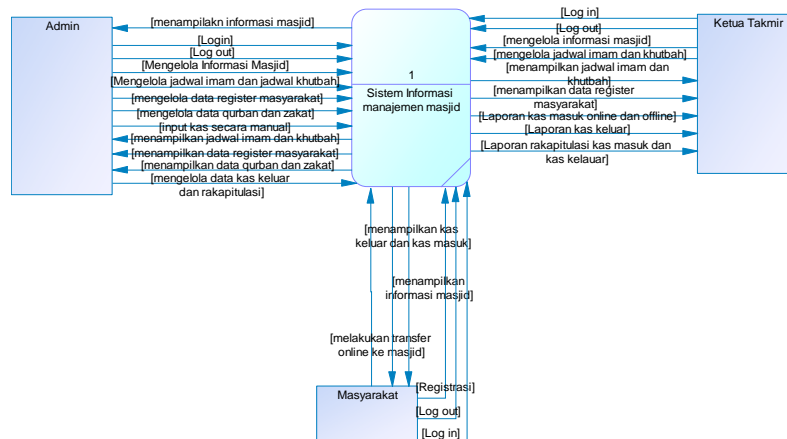 Admin
[menampilakn informasi masjid]
[Login]
[Log out]
[Mengelola Informasi Masjid]
[Mengelola jadwal imam dan jadwal khutbah]
[mengelola data register masyarakat]
[mengelola data qurban dan zakat]
[input kas secara manual]
[menampilkan jadwal imam dan khutbah]
[menampilkan data register masyarakat]
[menampilkan data qurban dan zakat]
[mengelola data kas keluar
dan rakapitulasi]
1
Sistem Informasi
manajemen masjid
Ketua Takmir
[Log in]
[Log out]
[mengelola informasi masjid]
[mengelola jadwal imam dan khutbah]
[menampilkan jadwal imam dan
khutbah]
[menampilkan data register
masyarakat]
[Laporan kas masuk online dan offline]
[Laporan kas keluar]
[Laporan rakapitulasi kas masuk dan
kas kelauar]
[menampilkan kas
keluar dan kas masuk]
[menampilkan
informasi masjid]
[melakukan transfer
online ke masjid]
Masyarakat
[Registrasi]
[Log out]
[Log in]